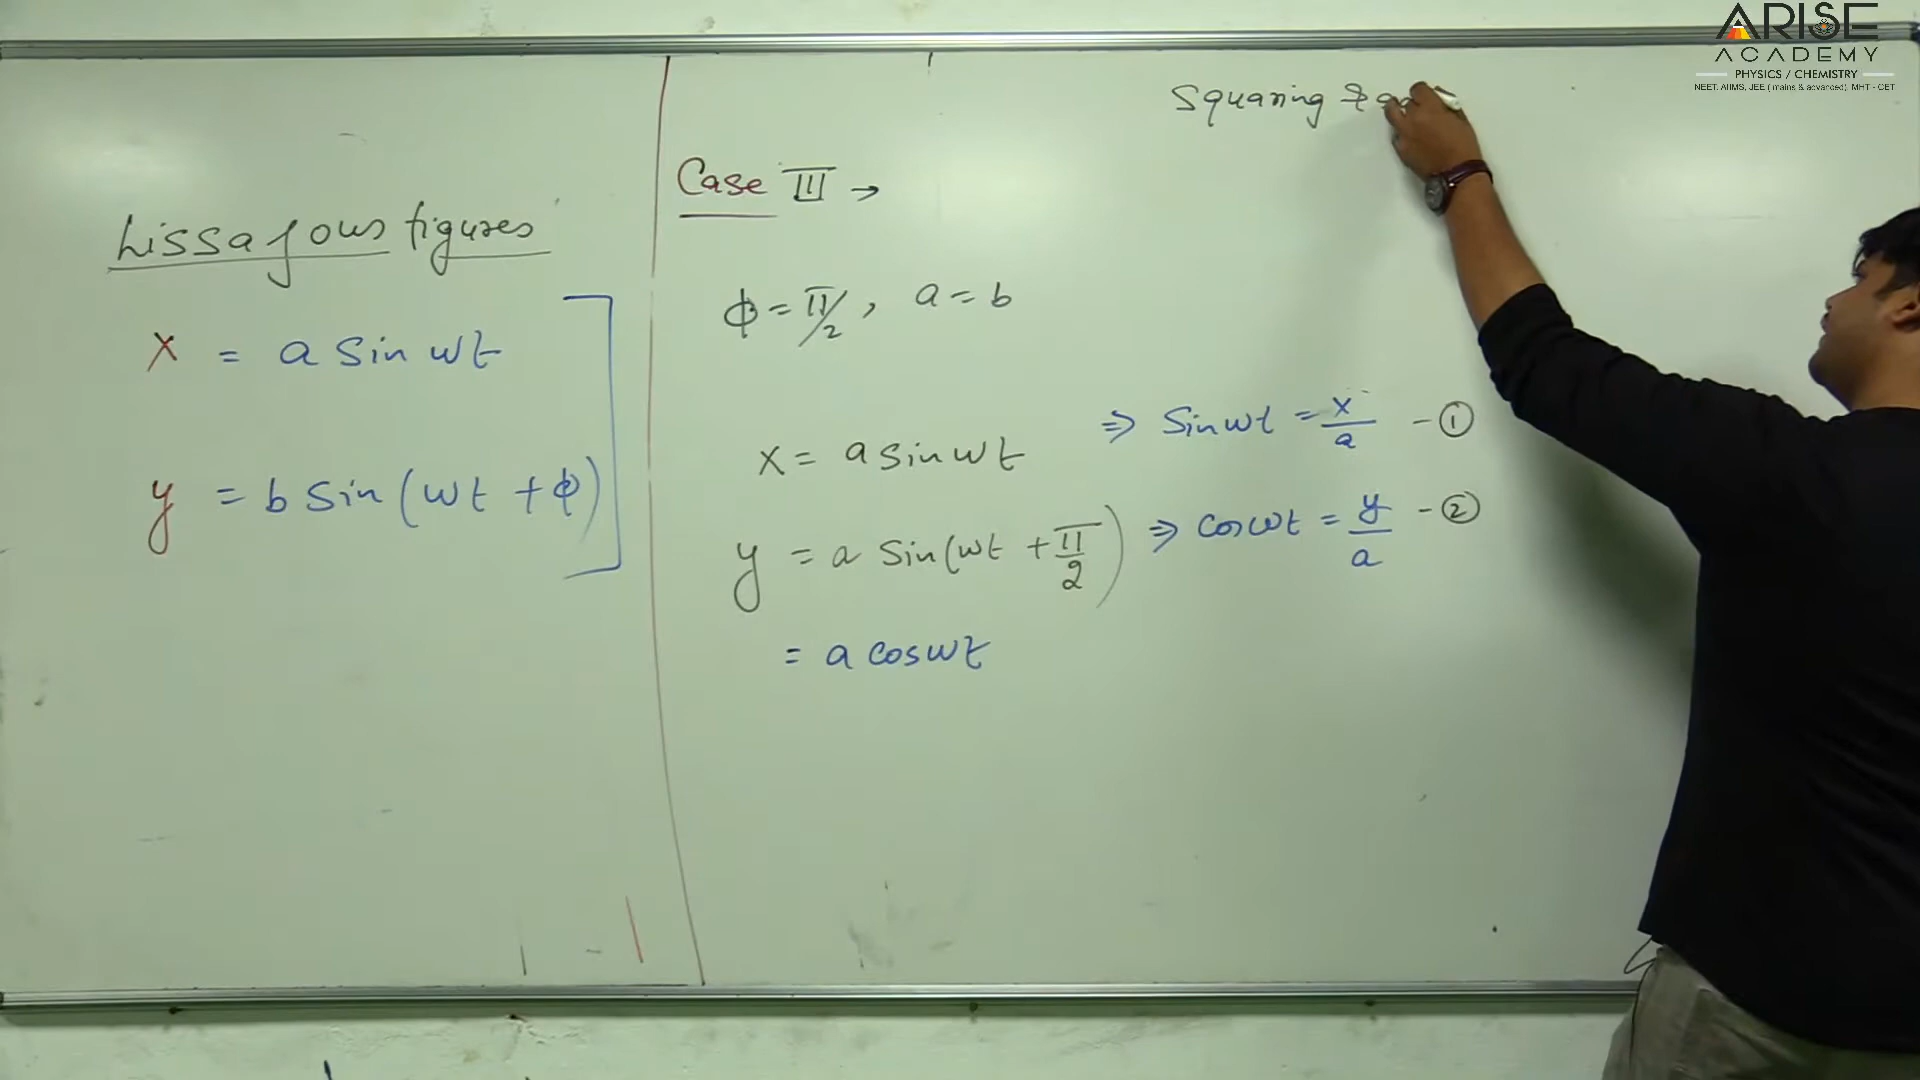 ARISE
ACADEMY
PHYSICS / CHEMISTRY
NEET, AIIMS, JEE ( mains & advanced), MHT - CET
Lissajous figures
x = a sin ωt
y = b sin (ωt + φ)
Squaring &
Case III →
φ = π/2 , a = b
x = a sin ωt ⇒ sin ωt = x/a - ①
y = a sin(ωt + π/2) ⇒ cos ωt = y/a - ②
= a cos ωt